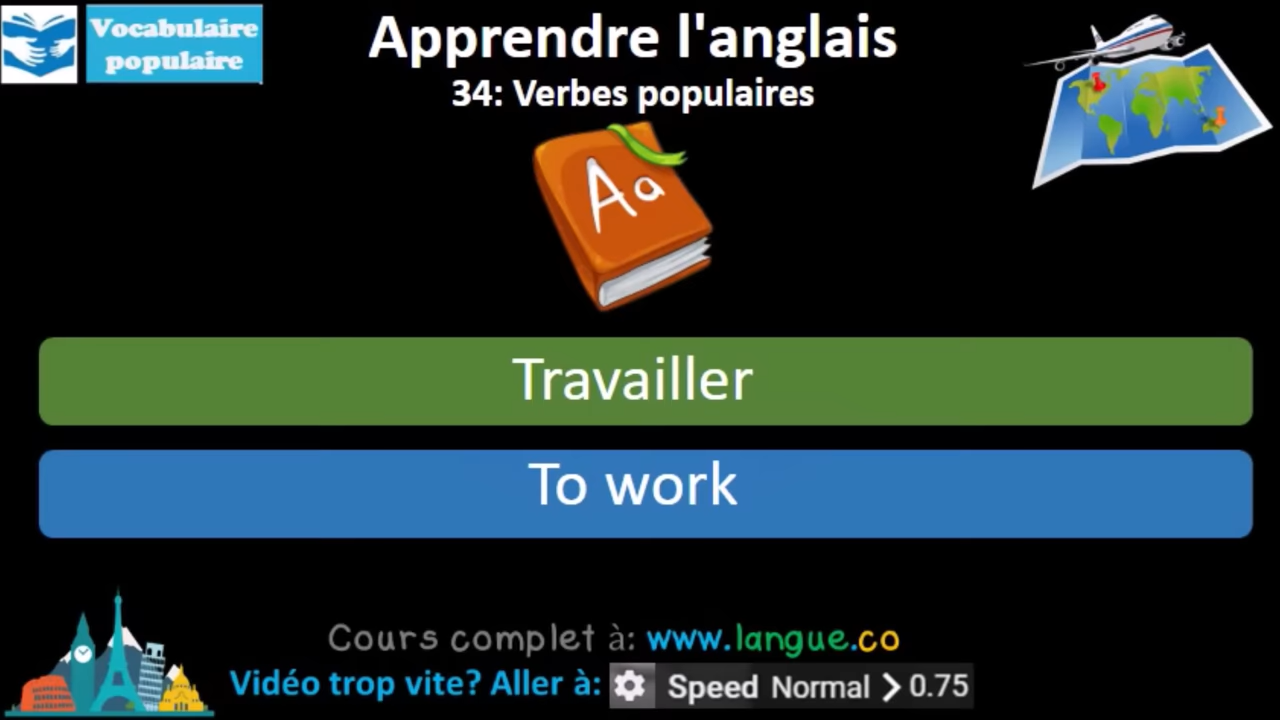 Vocabulaire
populaire
Apprendre l'anglais
34: Verbes populaires
Aa
Travailler
To work
Cours complet à: www.langue.co
Vidéo trop vite? Aller à: Speed Normal > 0.75